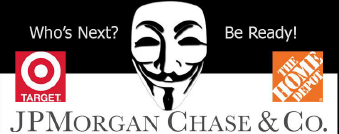 Who's Next? Be Ready!
TARGET
THE HOME DEPOT
JPMORGAN CHASE & CO.